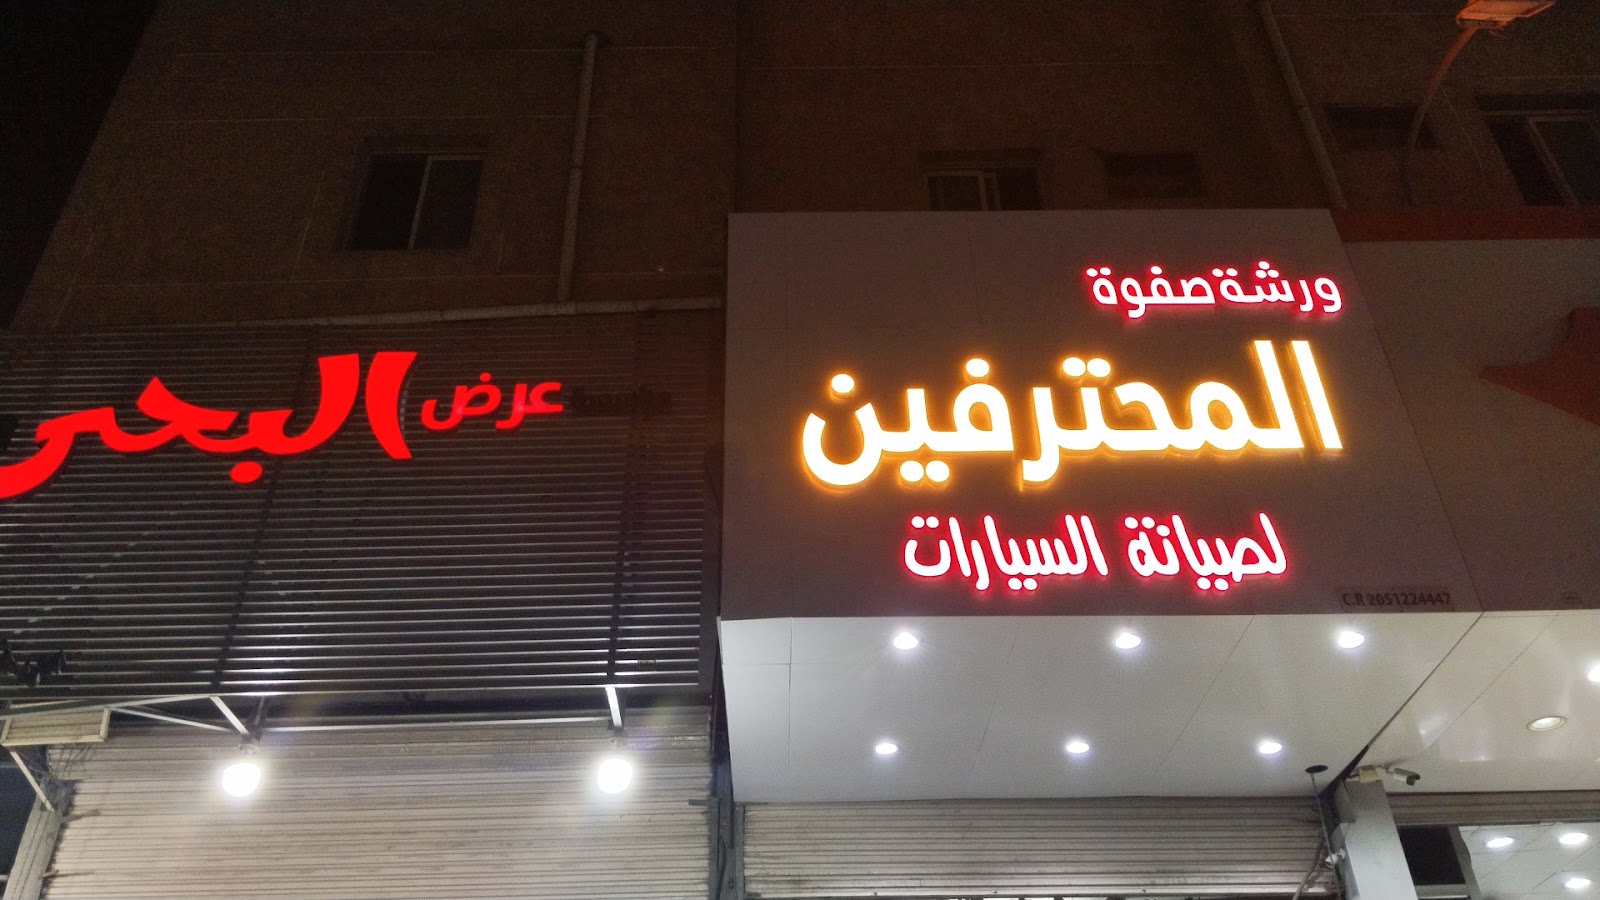 ورشة صفوة
المحترفين
لصيانة السيارات
C.R 2051224447
عرض البحر